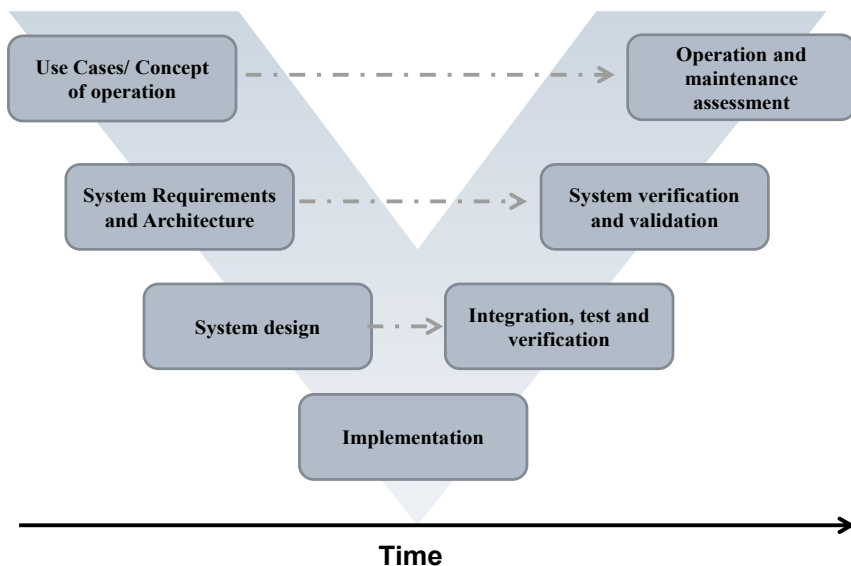 Use Cases/ Concept
of operation
Operation and
maintenance
assessment
System Requirements
and Architecture
System verification
and validation
System design
Integration, test and
verification
Implementation
Time